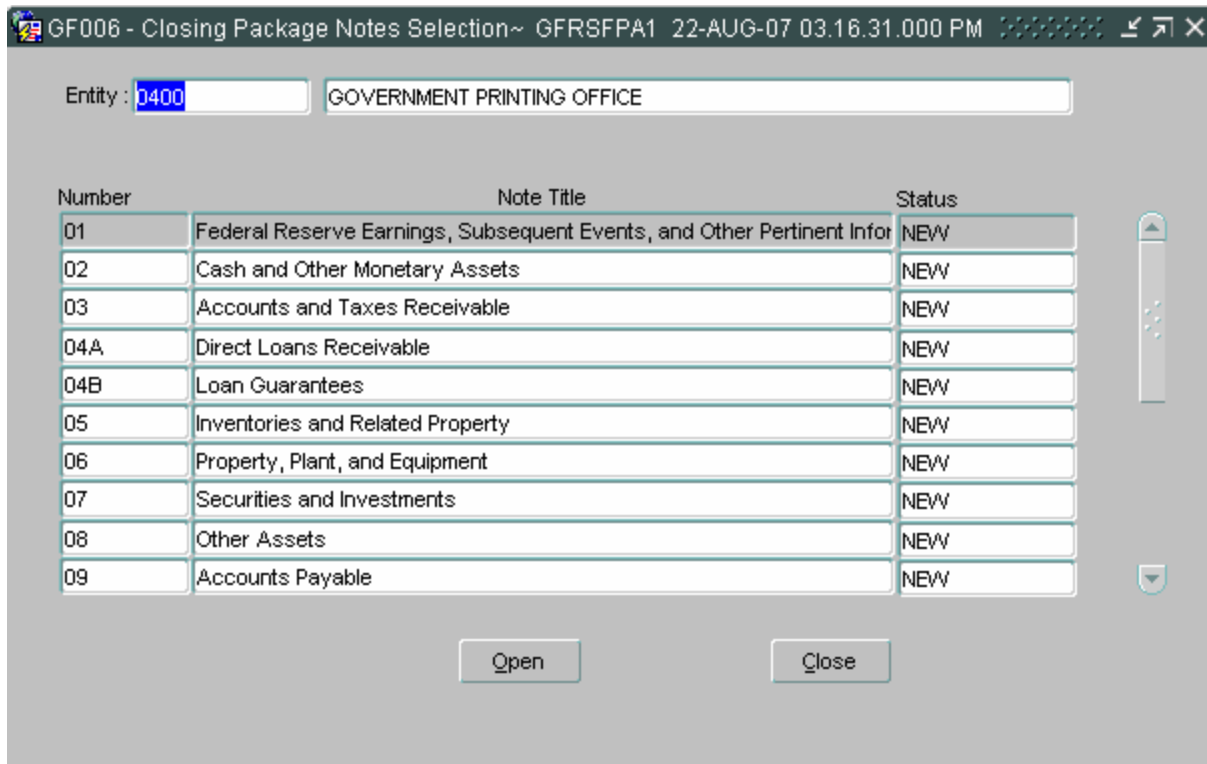 GF006 - Closing Package Notes Selection~ GFRSFPA1 22-AUG-07 03.16.31.000 PM
Entity : 0400 GOVERNMENT PRINTING OFFICE
Number Note Title Status
01 Federal Reserve Earnings, Subsequent Events, and Other Pertinent Infor NEW
02 Cash and Other Monetary Assets NEW
03 Accounts and Taxes Receivable NEW
04A Direct Loans Receivable NEW
04B Loan Guarantees NEW
05 Inventories and Related Property NEW
06 Property, Plant, and Equipment NEW
07 Securities and Investments NEW
08 Other Assets NEW
09 Accounts Payable NEW
Open Close